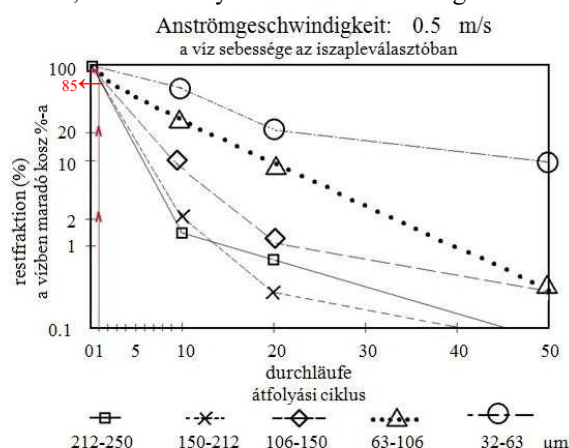 Anströmgeschwindigkeit: 0.5 m/s
a víz sebessége az iszapleválasztóban
restfraktion (%)
a vízben maradó kosz %-a
100
85
20
10
2
1
0.1
01 5 10 20 30 40 50
durchläufe
átfolyási ciklus
212-250 150-212 106-150 63-106 32-63 µm